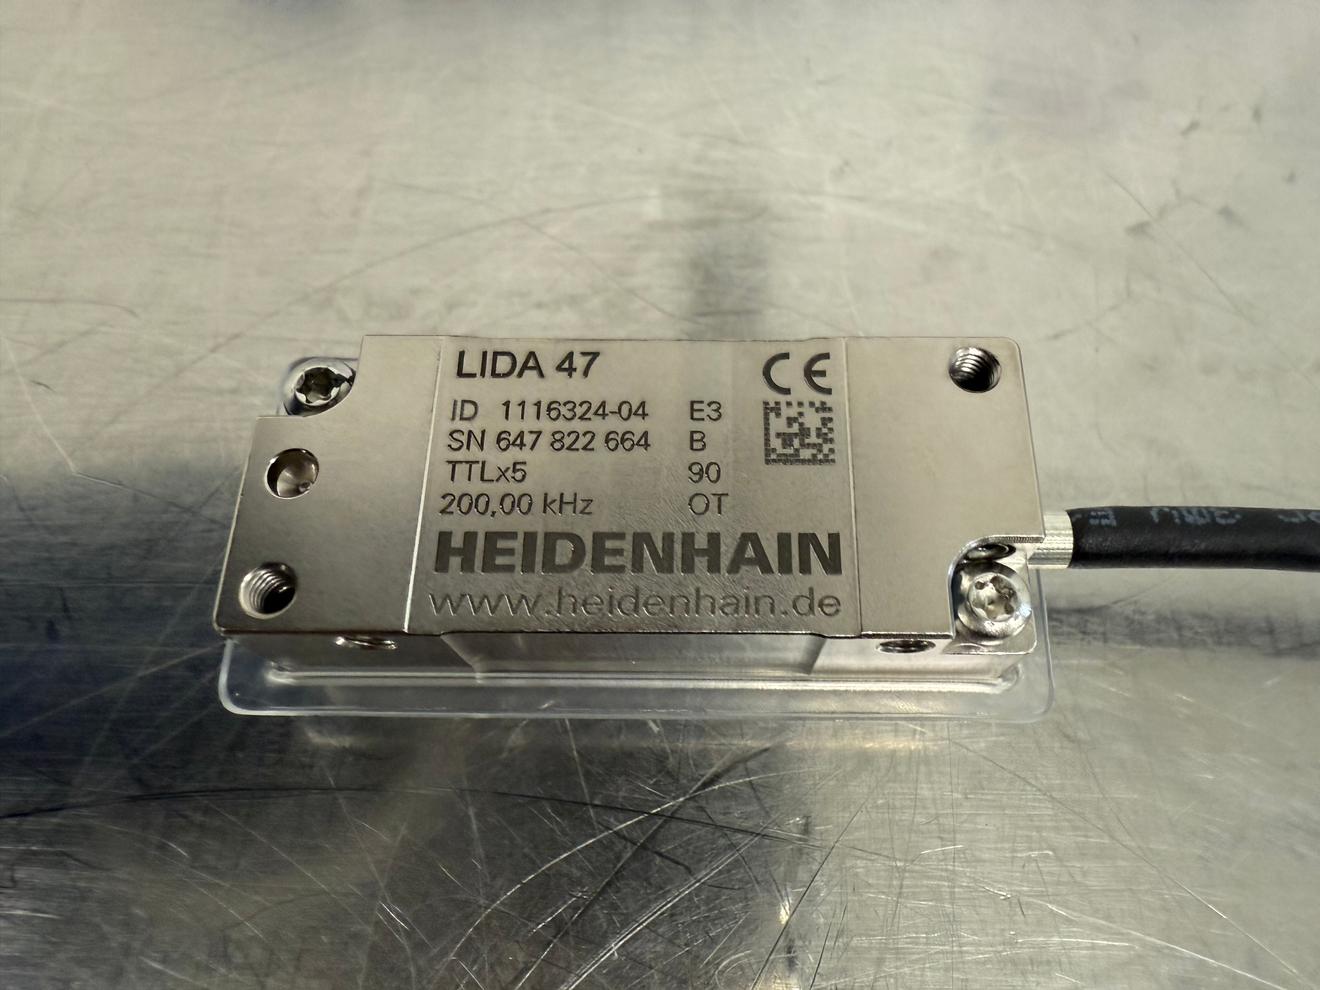 LIDA 47
CE
ID 1116324-04 E3
SN 647 822 664 B
TTLx5 90
200,00 kHz OT
HEIDENHAIN
www.heidenhain.de